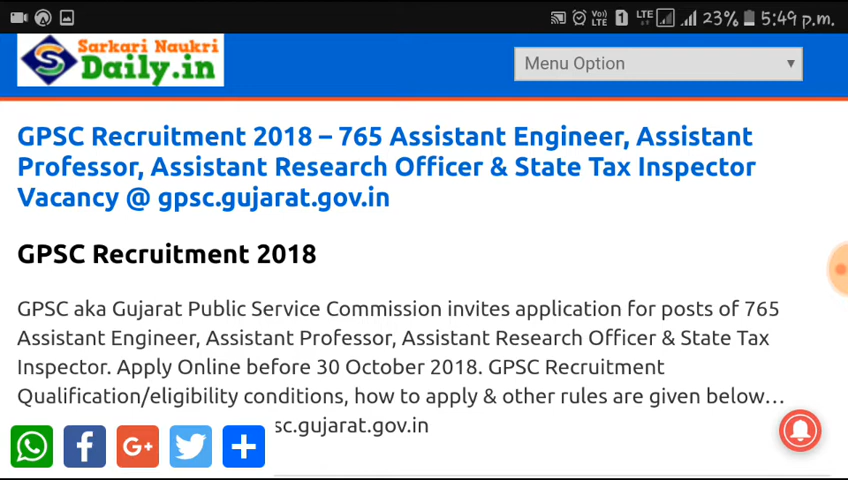 VoI) LTE 1 LTE 23% 5:49 p.m.
Sarkari Naukri
Daily.in
Menu Option
GPSC Recruitment 2018 – 765 Assistant Engineer, Assistant
Professor, Assistant Research Officer & State Tax Inspector
Vacancy @ gpsc.gujarat.gov.in
GPSC Recruitment 2018
GPSC aka Gujarat Public Service Commission invites application for posts of 765
Assistant Engineer, Assistant Professor, Assistant Research Officer & State Tax
Inspector. Apply Online before 30 October 2018. GPSC Recruitment
Qualification/eligibility conditions, how to apply & other rules are given below...
sc.gujarat.gov.in
G+